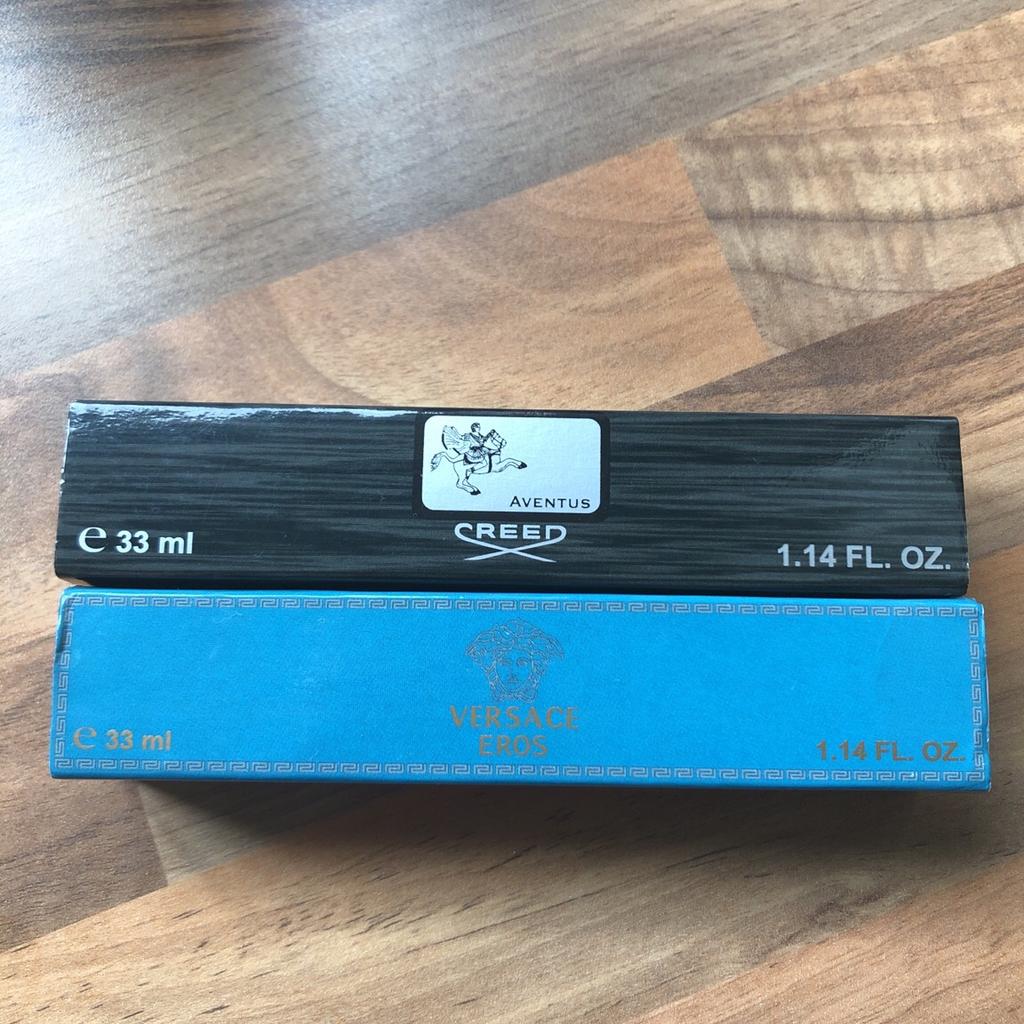 AVENTUS
CREED
e 33 ml
1.14 FL. OZ.
VERSACE
EROS
e 33 ml
1.14 FL. OZ.